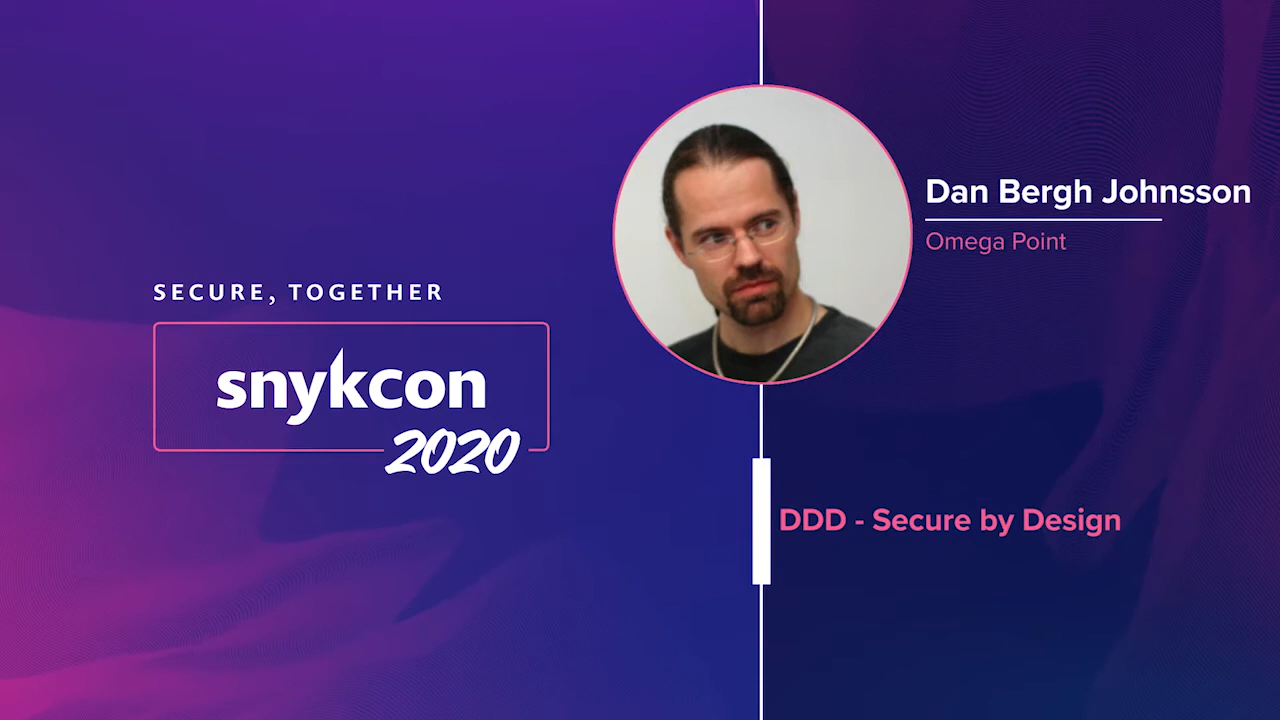 SECURE, TOGETHER
snykcon
2020
Dan Bergh Johnsson
Omega Point
DDD - Secure by Design